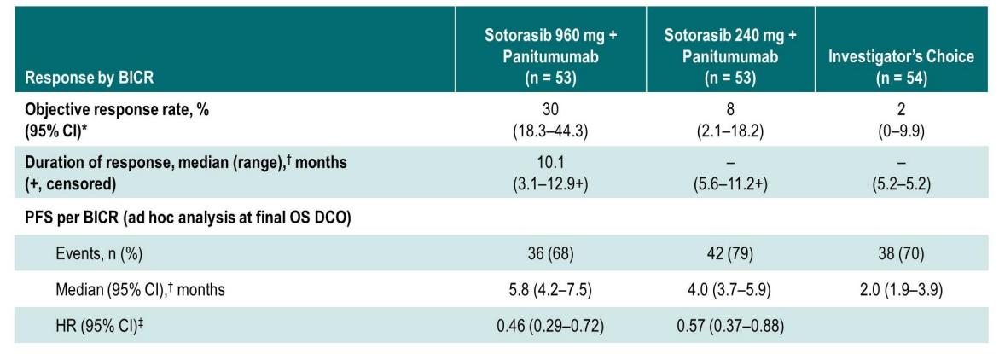 Response by BICR
Sotorasib 960 mg +
Panitumumab
(n = 53)
Sotorasib 240 mg +
Panitumumab
(n = 53)
Investigator's Choice
(n = 54)
Objective response rate, %
(95% CI)*
30
(18.3–44.3)
8
(2.1–18.2)
2
(0–9.9)
Duration of response, median (range),† months
(+, censored)
10.1
(3.1–12.9+)
–
(5.6–11.2+)
–
(5.2–5.2)
PFS per BICR (ad hoc analysis at final OS DCO)
Events, n (%) 36 (68) 42 (79) 38 (70)
Median (95% CI),† months 5.8 (4.2–7.5) 4.0 (3.7–5.9) 2.0 (1.9–3.9)
HR (95% CI)‡ 0.46 (0.29–0.72) 0.57 (0.37–0.88)